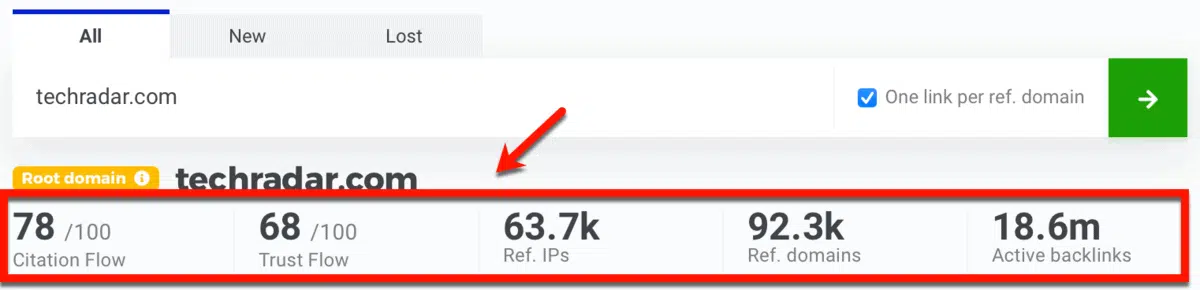 All New Lost
techradar.com One link per ref. domain
Root domain techradar.com
78 /100 68 /100 63.7k 92.3k 18.6m
Citation Flow Trust Flow Ref. IPs Ref. domains Active backlinks